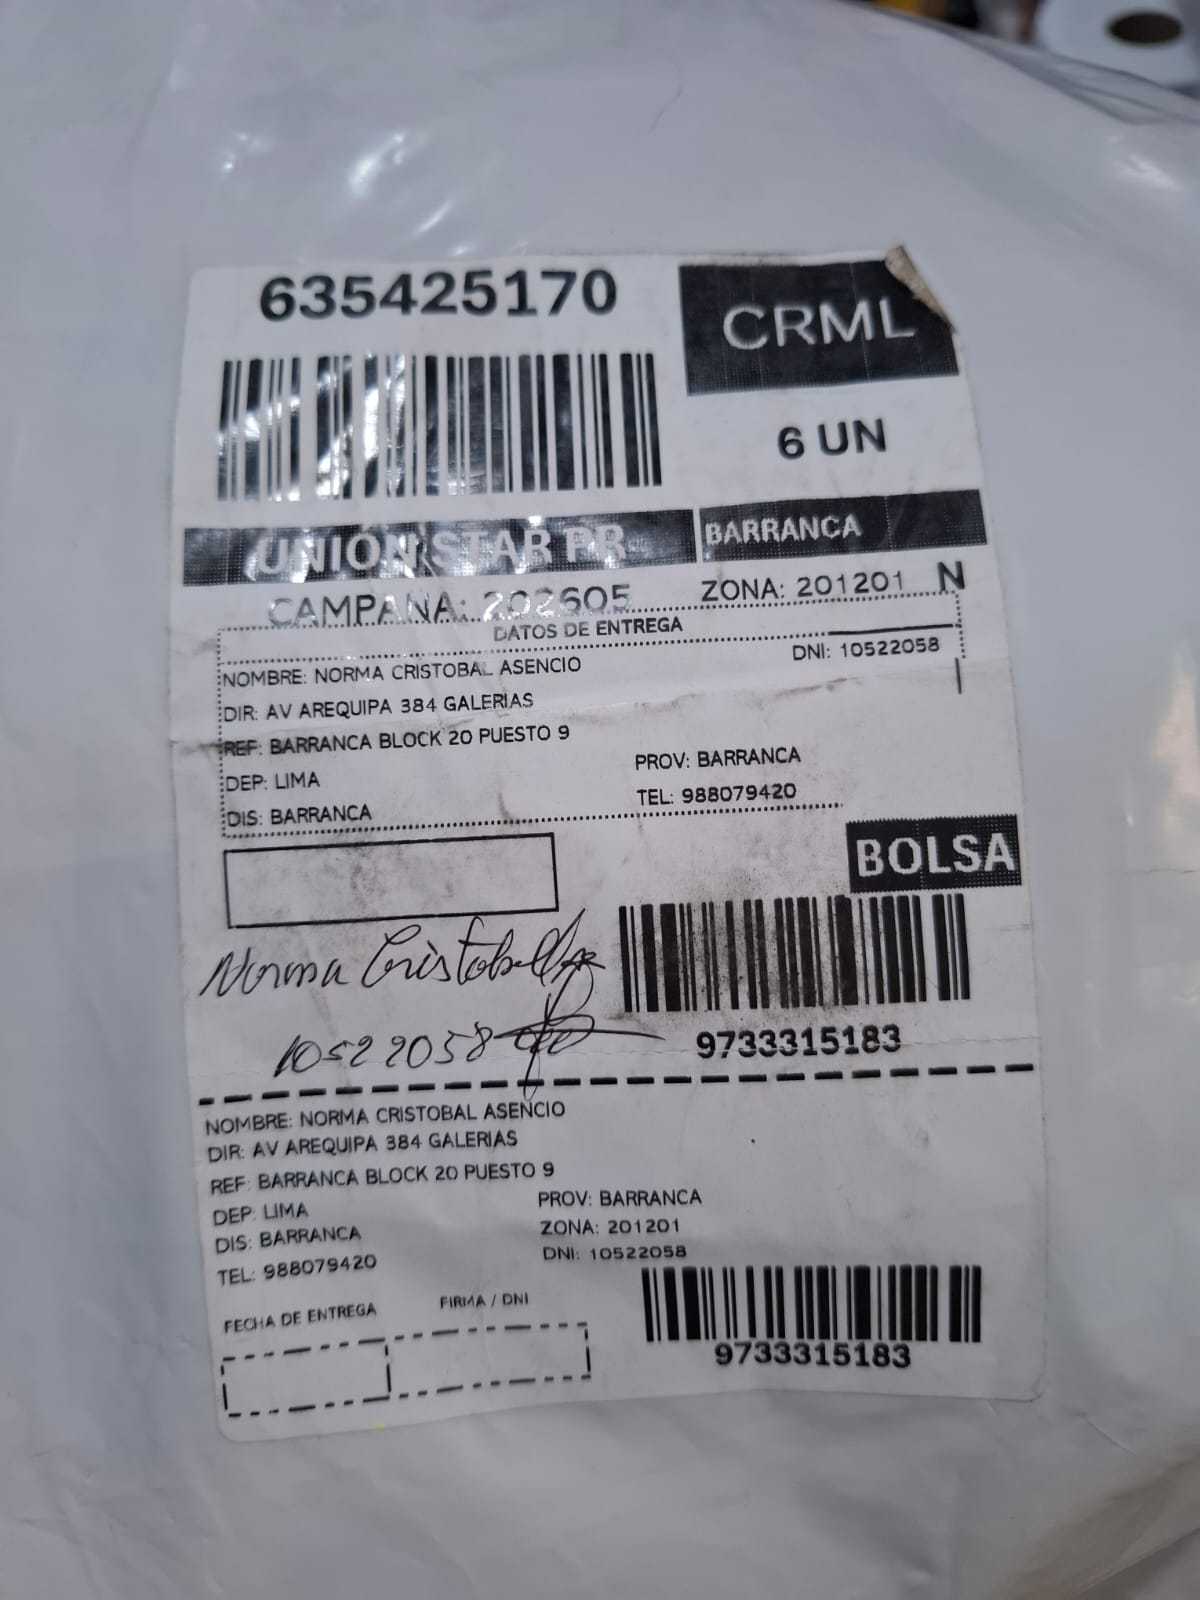 635425170
CRML
6 UN
UNIÓN STAR PR
BARRANCA
CAMPAÑA: 202605
ZONA: 201201 N
DATOS DE ENTREGA
NOMBRE: NORMA CRISTOBAL ASENCIO
DNI: 10522058
DIR: AV AREQUIPA 384 GALERIAS
REF: BARRANCA BLOCK 20 PUESTO 9
DEP: LIMA
PROV: BARRANCA
DIS: BARRANCA
TEL: 988079420
BOLSA
Norma Cristobal
10522058
9733315183
NOMBRE: NORMA CRISTOBAL ASENCIO
DIR: AV AREQUIPA 384 GALERIAS
REF: BARRANCA BLOCK 20 PUESTO 9
DEP: LIMA
PROV: BARRANCA
DIS: BARRANCA
ZONA: 201201
TEL: 988079420
DNI: 10522058
FECHA DE ENTREGA
FIRMA / DNI
9733315183